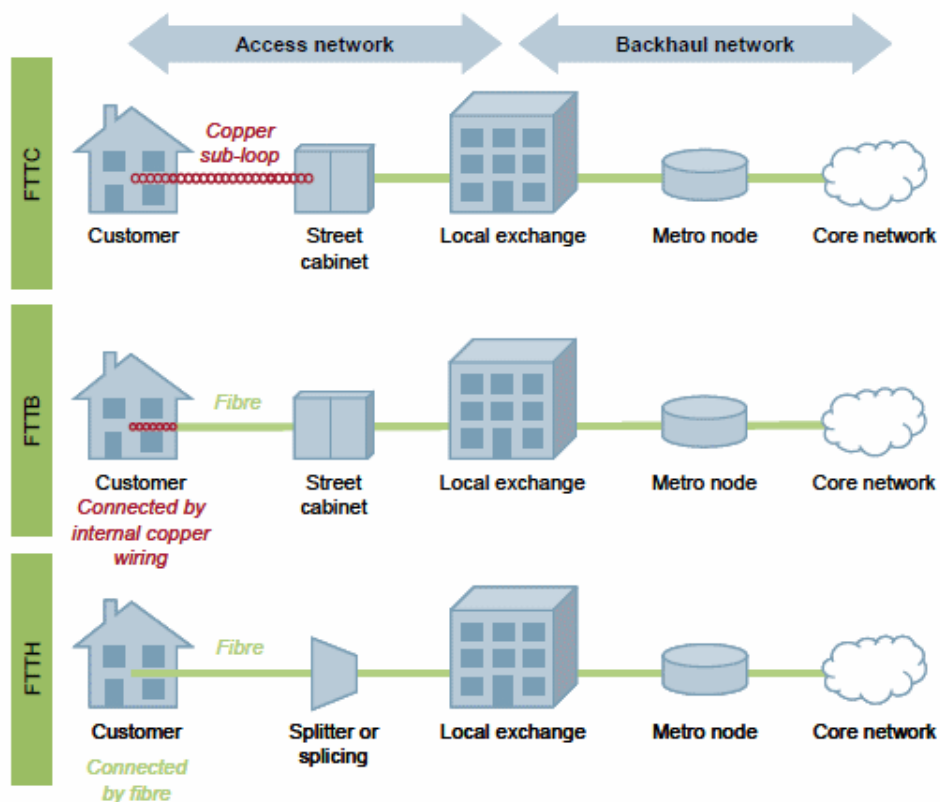 Access network
Backhaul network
FTTC
Copper
sub-loop
Customer
Street
cabinet
Local exchange
Metro node
Core network
FTTB
Fibre
Customer
Connected by
internal copper
wiring
Street
cabinet
Local exchange
Metro node
Core network
FTTH
Fibre
Customer
Connected
by fibre
Splitter or
splicing
Local exchange
Metro node
Core network